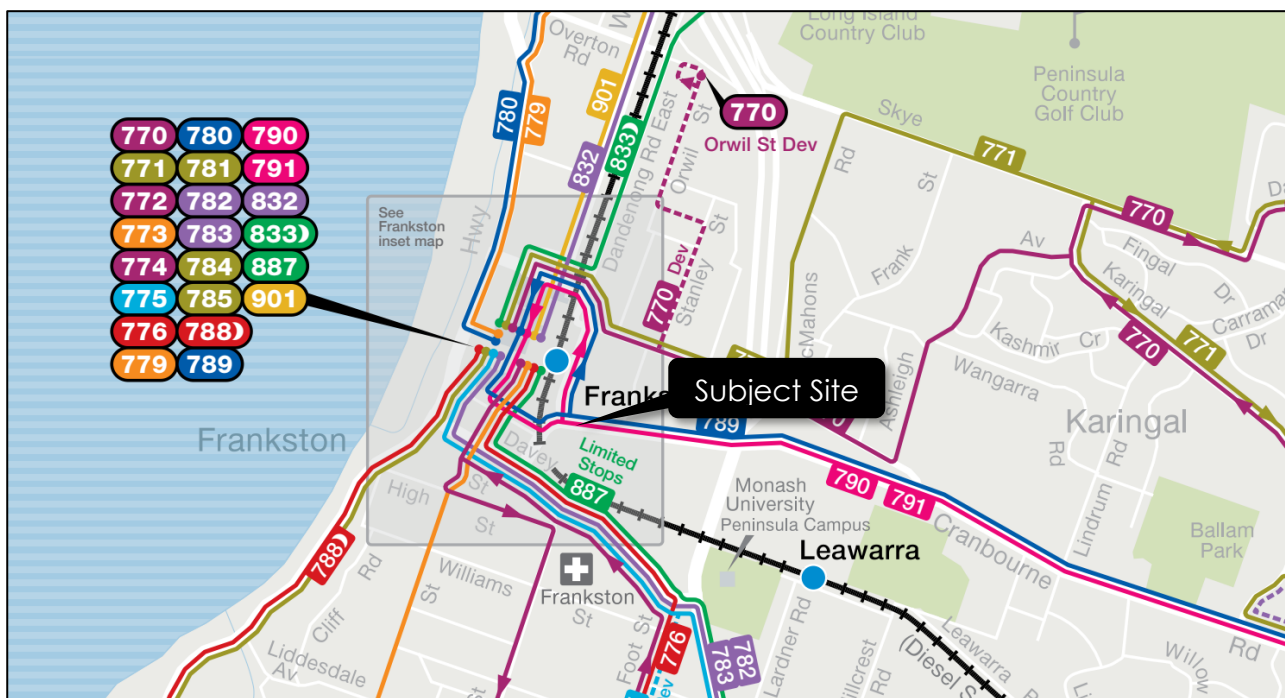 Long Island
Country Club
Overton
Rd
Peninsula
Country
Golf Club
780
779
901
832
833
Dandenong Rd East
Orwil St
770
Orwil St Dev
Skye
Rd
771
770 780 790
771 781 791
772 782 832
773 783 833
774 784 887
775 785 901
776 788
779 789
See
Frankston
inset map
Hwy
770 Dev
Stanley
St
McMahons
Frank
St
Av
770
Fingal
Dr
Karingal
Dr
Carramar
Dr
Kashmir Cr
Wangarra
Rd
770
771
Ashleigh
Subject Site
789
Karingal
Frankston
Davey
St
Limited
Stops
887
High
St
790 791
Cranbourne
Rd
Lindrum
Rd
Monash
University
Peninsula Campus
Leawarra
Ballam
Park
788
Cliff
Rd
Liddesdale
Av
St
Williams
St
Frankston
Foot St
776
782
783
Lardner Rd
Hillcrest
Rd
Leawarra
(Diesel
Willow